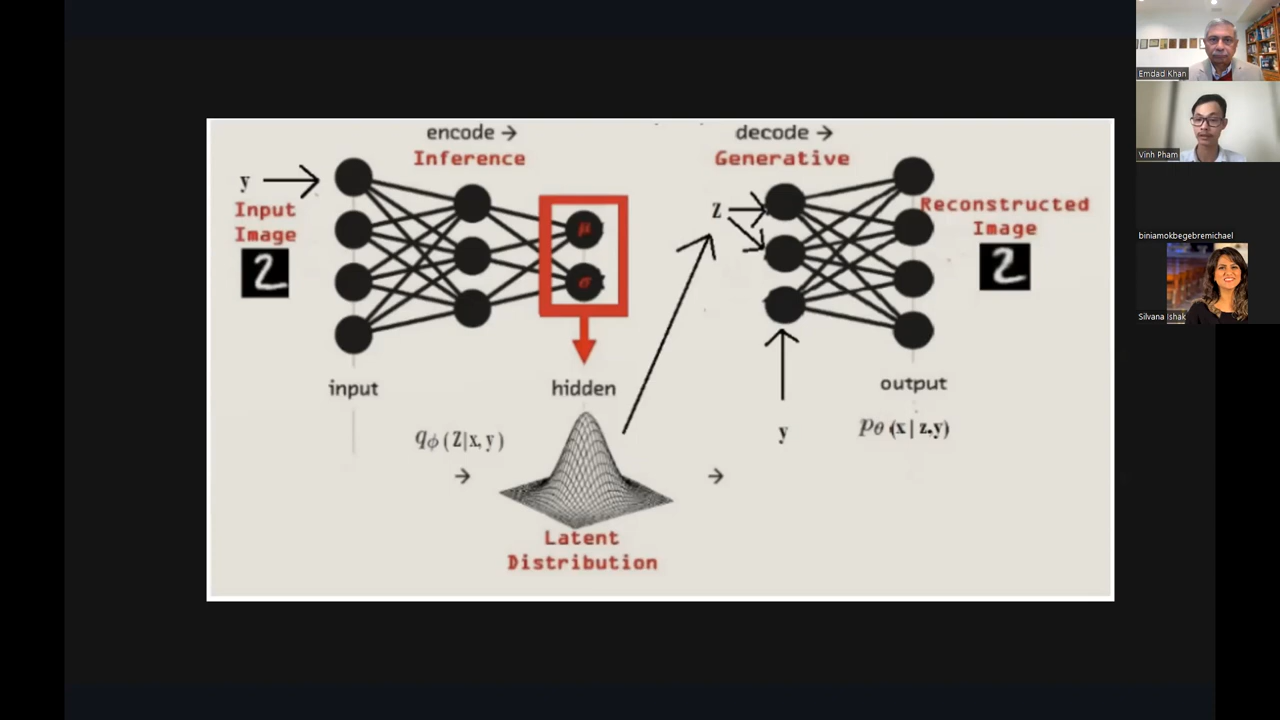 encode →
Inference
decode →
Generative
y
Input
Image
2
μ
σ
z
Reconstructed
Image
2
input
hidden
output
qϕ(Z|x,y)
y
pθ(x|z,y)
→
→
Latent
Distribution
Emdad Khan
Vinh Pham
biniamokbegebremichael
Silvana Ishak